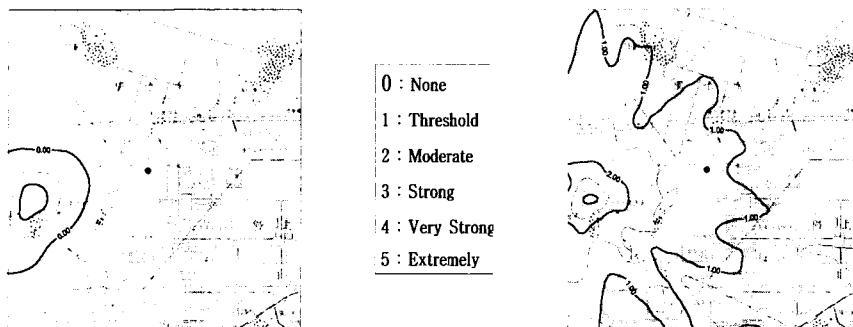 0.00
0.00
0 : None
1 : Threshold
2 : Moderate
3 : Strong
4 : Very Strong
5 : Extremely
1.00
1.00
1.00
2.00
1.00
1.00
1.00